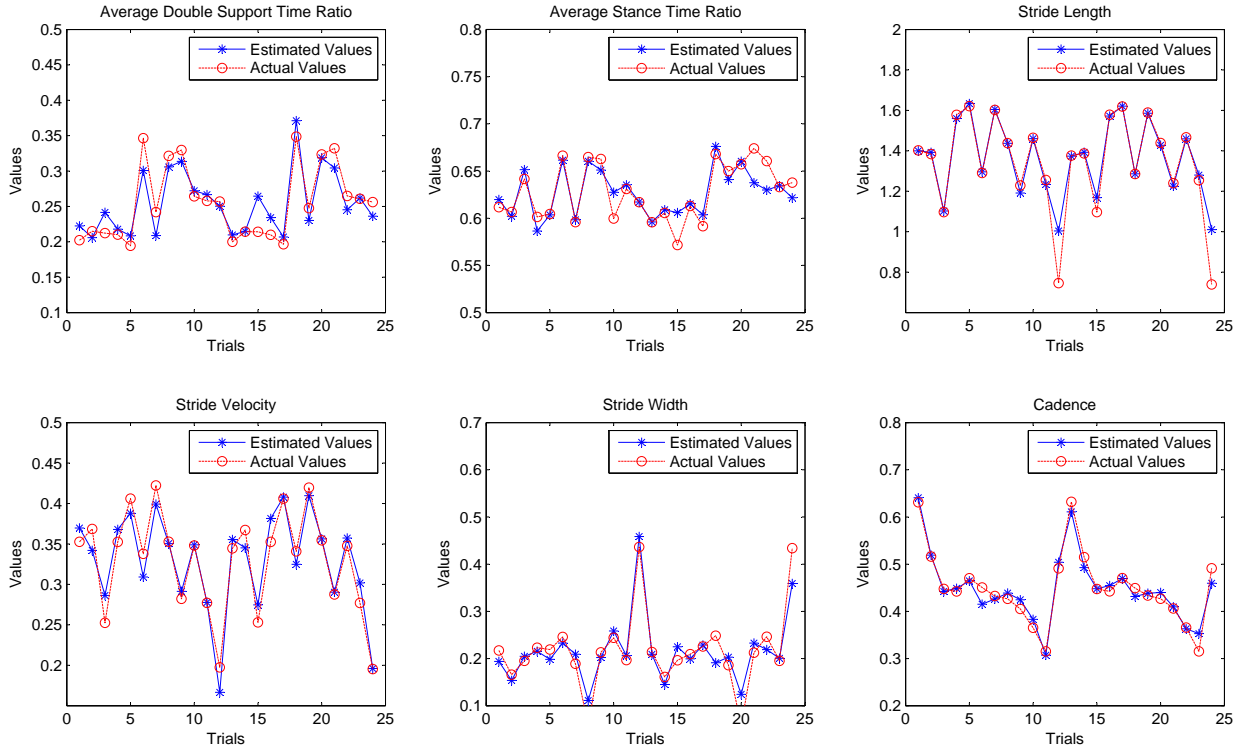 Average Double Support Time Ratio
0.5
0.45
0.4
0.35
0.3
0.25
0.2
0.15
0.1
Values
0 5 10 15 20 25
Trials
Estimated Values
Actual Values
Average Stance Time Ratio
0.8
0.75
0.7
0.65
0.6
0.55
0.5
Values
0 5 10 15 20 25
Trials
Estimated Values
Actual Values
Stride Length
2
1.8
1.6
1.4
1.2
1
0.8
Values
0 5 10 15 20 25
Trials
Estimated Values
Actual Values
Stride Velocity
0.5
0.45
0.4
0.35
0.3
0.25
0.2
Values
0 5 10 15 20 25
Trials
Estimated Values
Actual Values
Stride Width
0.7
0.6
0.5
0.4
0.3
0.2
0.1
Values
0 5 10 15 20 25
Trials
Estimated Values
Actual Values
Cadence
0.8
0.7
0.6
0.5
0.4
0.3
0.2
Values
0 5 10 15 20 25
Trials
Estimated Values
Actual Values